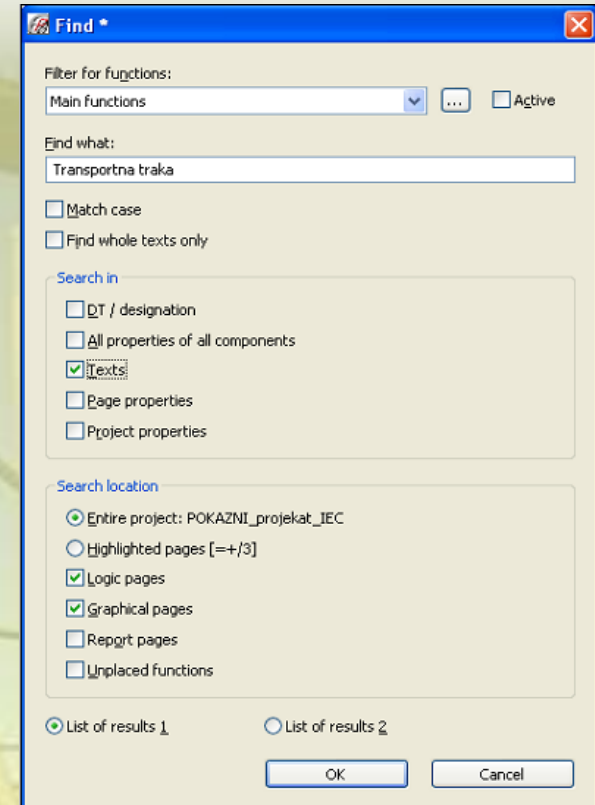 Find *
Filter for functions:
Main functions ... Active
Find what:
Transportna traka
Match case
Find whole texts only
Search in
DT / designation
All properties of all components
Texts
Page properties
Project properties
Search location
Entire project: POKAZNI_projekat_IEC
Highlighted pages [=+/3]
Logic pages
Graphical pages
Report pages
Unplaced functions
List of results 1 List of results 2
OK Cancel